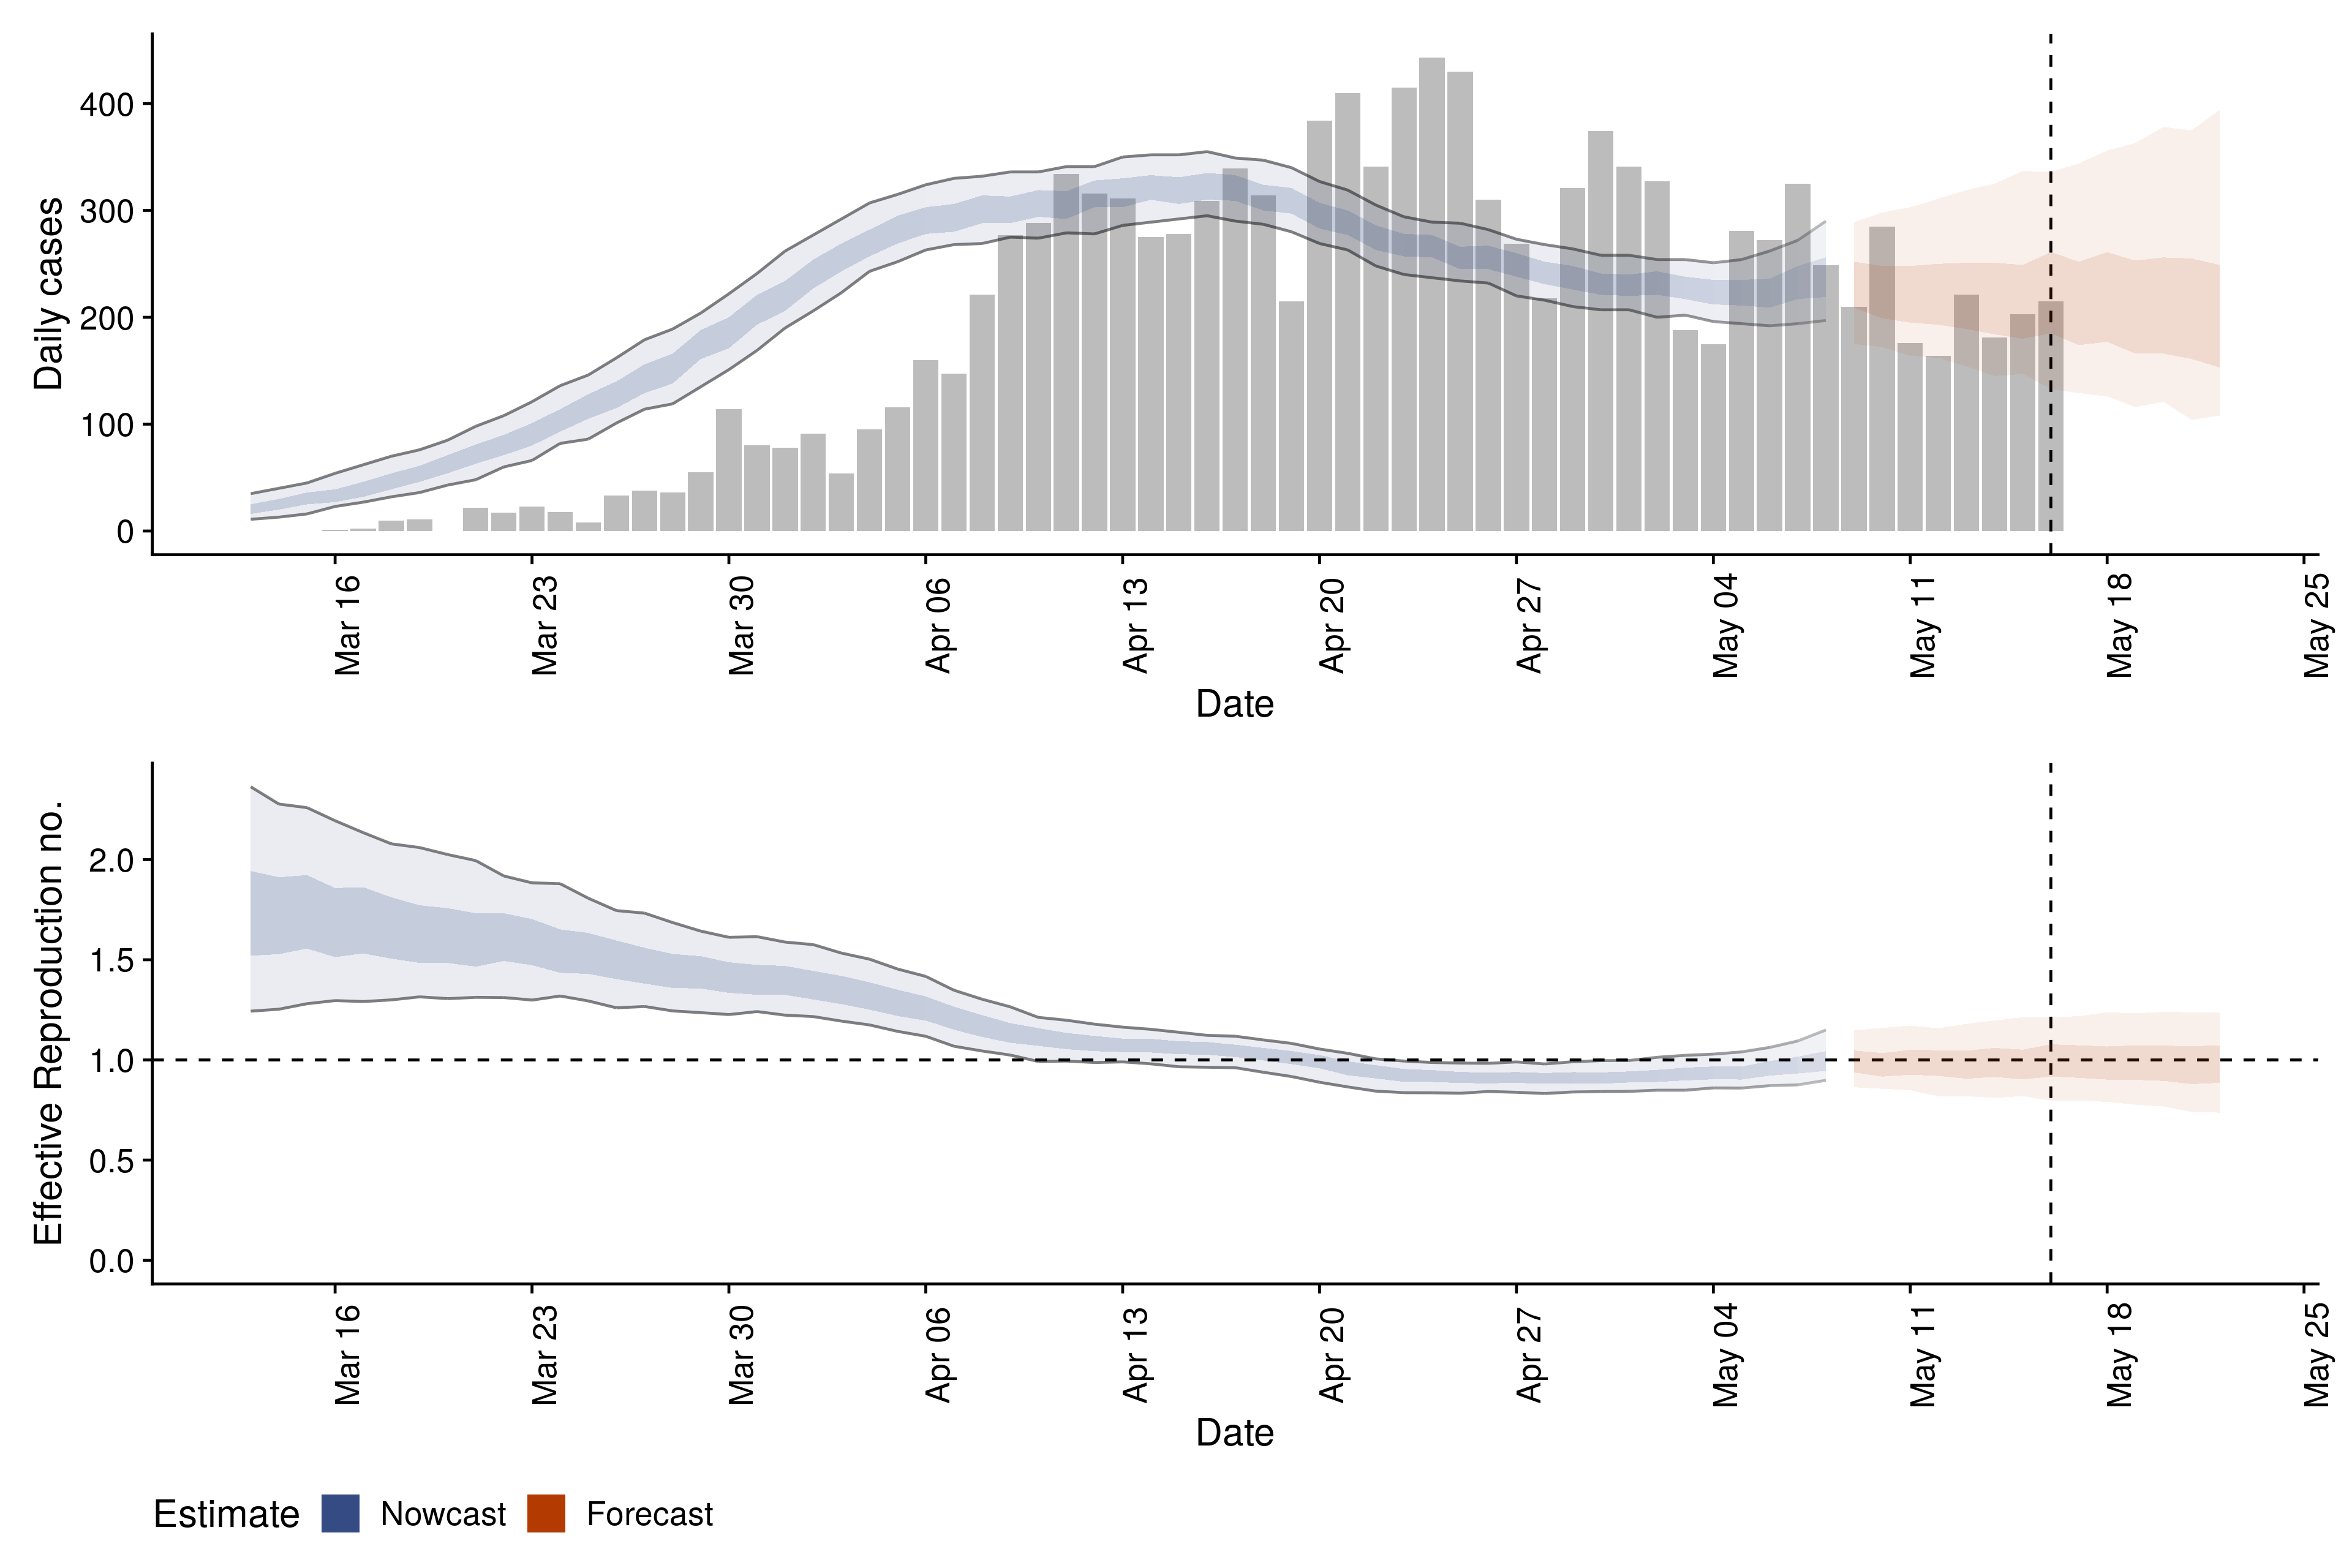 Daily cases
400
300
200
100
0
Mar 16
Mar 23
Mar 30
Apr 06
Apr 13
Apr 20
Apr 27
May 04
May 11
May 18
May 25
Date
Effective Reproduction no.
2.0
1.5
1.0
0.5
0.0
Mar 16
Mar 23
Mar 30
Apr 06
Apr 13
Apr 20
Apr 27
May 04
May 11
May 18
May 25
Date
Estimate Nowcast Forecast